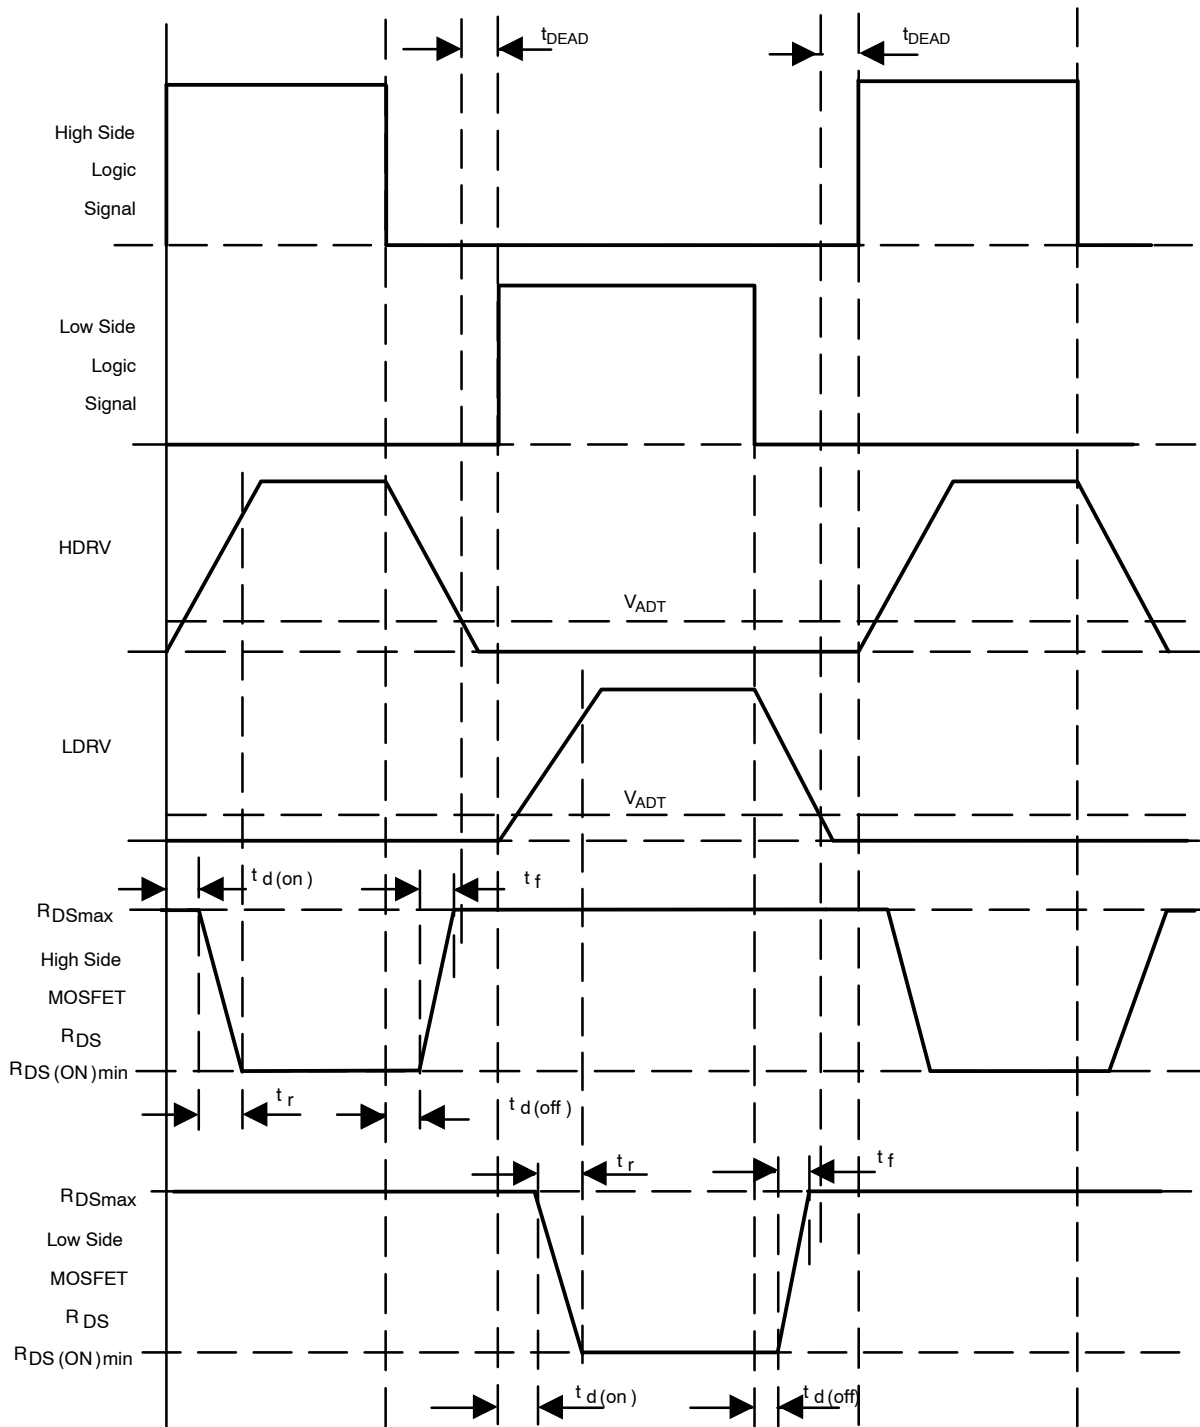 tDEAD
tDEAD
High Side
Logic
Signal
Low Side
Logic
Signal
HDRV
VADT
LDRV
VADT
t d(on)
t f
RDSmax
High Side
MOSFET
RDS
RDS(ON)min
t r
t d(off)
t r
t f
RDSmax
Low Side
MOSFET
RDS
RDS(ON)min
t d(on)
t d(off)